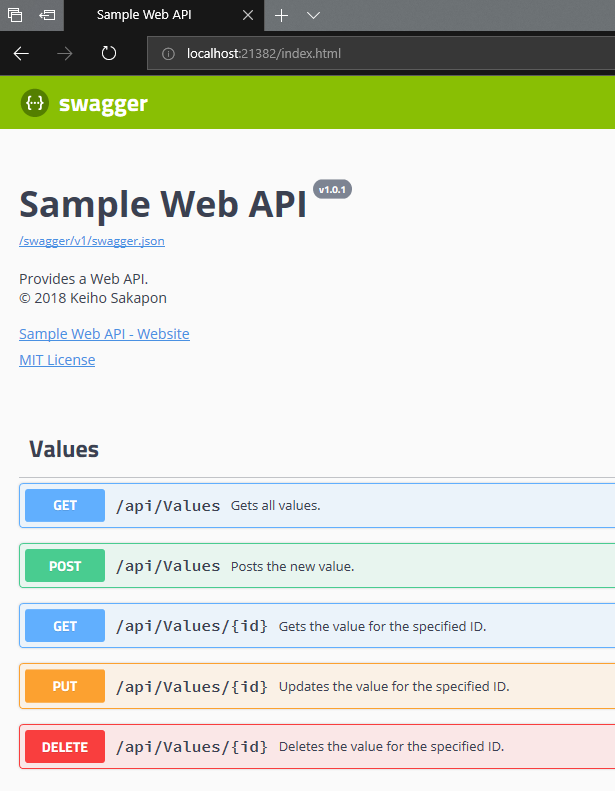 Sample Web API
localhost:21382/index.html
{··} swagger
Sample Web API v1.0.1
/swagger/v1/swagger.json
Provides a Web API.
© 2018 Keiho Sakapon
Sample Web API - Website
MIT License
Values
GET /api/Values Gets all values.
POST /api/Values Posts the new value.
GET /api/Values/{id} Gets the value for the specified ID.
PUT /api/Values/{id} Updates the value for the specified ID.
DELETE /api/Values/{id} Deletes the value for the specified ID.